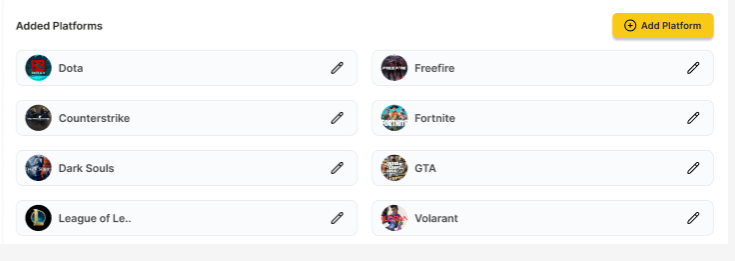 Added Platforms
Add Platform
Dota
Freefire
Counterstrike
Fortnite
Dark Souls
GTA
League of Le..
Volarant